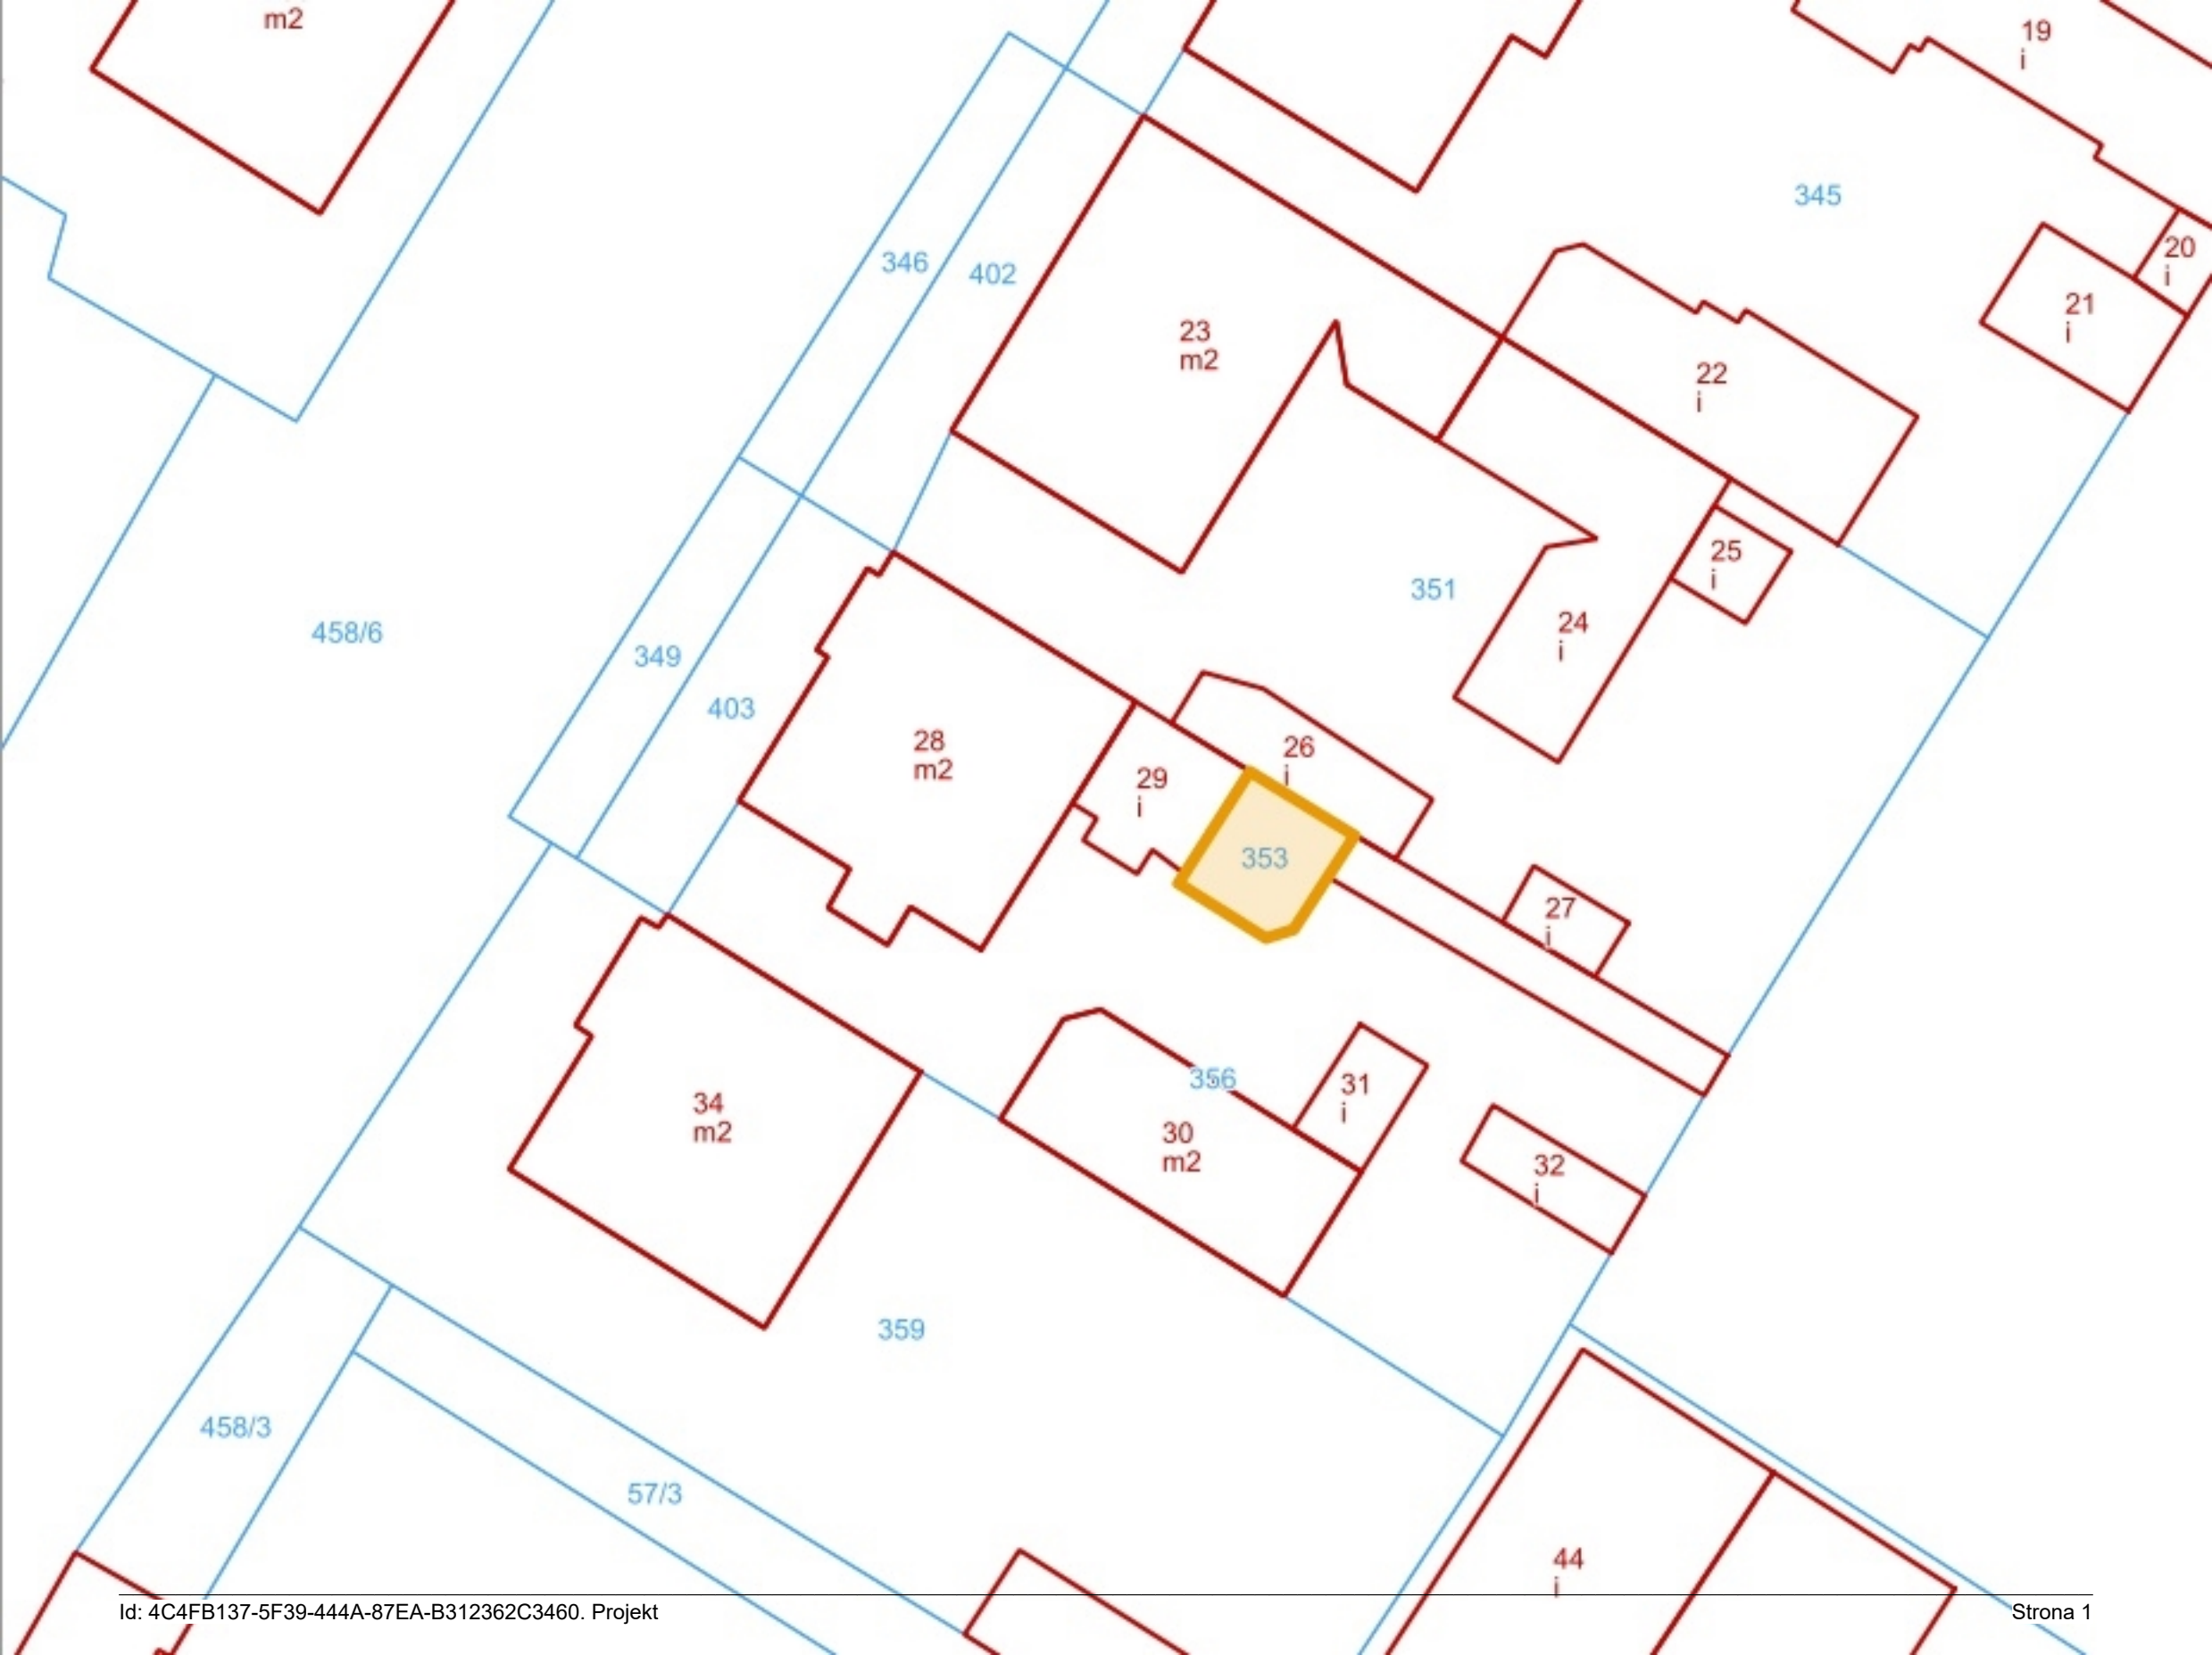 m2
19
i
345
20
i
346
402
21
i
23
m2
22
i
25
i
351
24
i
458/6
349
403
28
m2
26
i
29
i
353
27
i
356
31
i
34
m2
30
m2
32
i
359
458/3
57/3
44
i
Id: 4C4FB137-5F39-444A-87EA-B312362C3460. Projekt
Strona 1